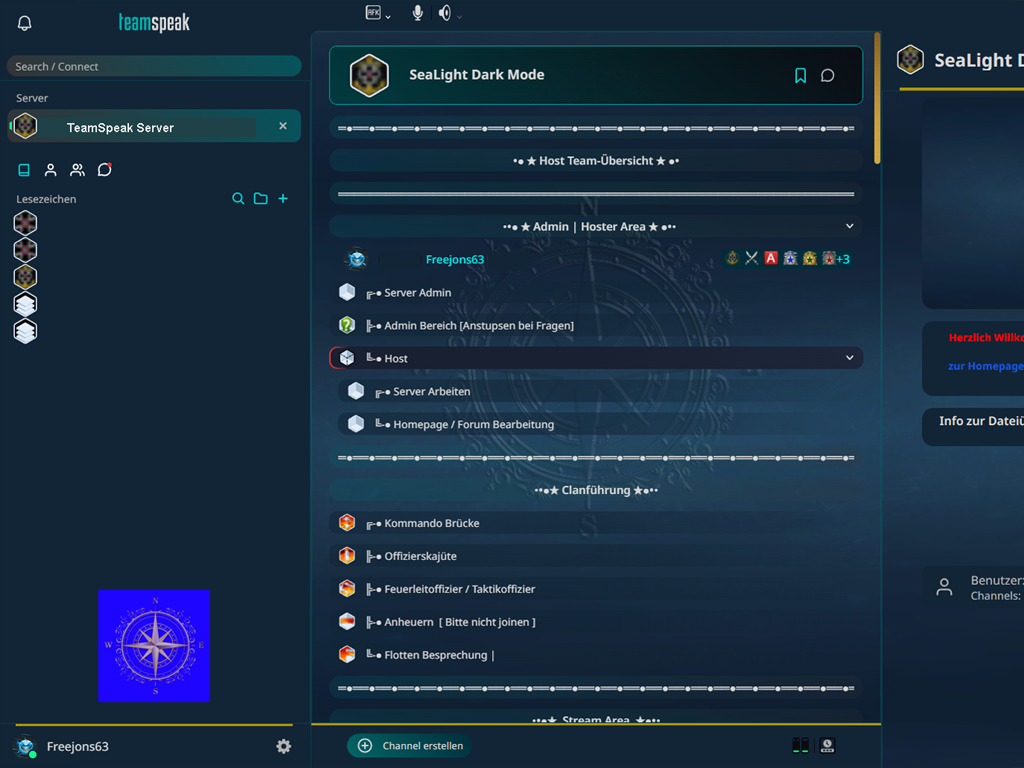 AFK
teamspeak
Search / Connect
Server
TeamSpeak Server
Lesezeichen
SeaLight Dark Mode
•● ★ Host Team-Übersicht ★ ●•
••● ★ Admin | Hoster Area ★ ●••
Freejons63
A
+3
╔═● Server Admin
╠═● Admin Bereich [Anstupsen bei Fragen]
╚═● Host
╔═● Server Arbeiten
╚═● Homepage / Forum Bearbeitung
••●★ Clanführung ★●••
╔═● Kommando Brücke
╠═● Offizierskajüte
╠═● Feuerleitoffizier / Taktikoffizier
╠═● Anheuern [ Bitte nicht joinen ]
╚═● Flotten Besprechung |
••●★ Stream Area ★●••
N
W
E
S
Freejons63
Channel erstellen
SeaLight D
Herzlich Willko
zur Homepage
Info zur Dateiü
Benutzer:
Channels: